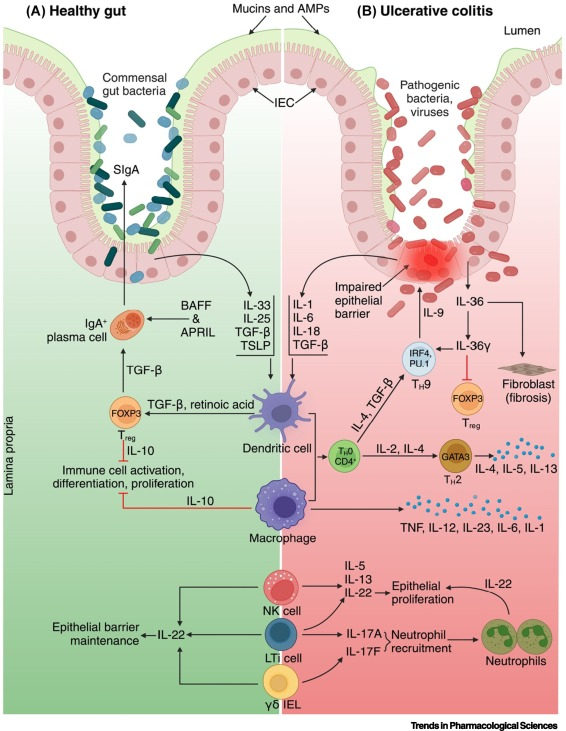 (A) Healthy gut
Mucins and AMPs
(B) Ulcerative colitis
Lumen
Commensal
gut bacteria
Pathogenic
bacteria,
viruses
IEC
SIgA
Impaired
epithelial
barrier
IL-9
IL-36
IL-36γ
IgA⁺
plasma cell
BAFF
&
APRIL
IL-33
IL-25
TGF-β
TSLP
IL-1
IL-6
IL-18
TGF-β
IRF4,
PU.1
TH9
FOXP3
Treg
Fibroblast
(fibrosis)
TGF-β
FOXP3
Treg
TGF-β, retinoic acid
Dendritic cell
IL-4, TGF-β
IL-10
Immune cell activation,
differentiation, proliferation
IL-10
TH0
CD4⁺
IL-2, IL-4
GATA3
TH2
IL-4, IL-5, IL-13
Macrophage
TNF, IL-12, IL-23, IL-6, IL-1
Lamina propria
NK cell
IL-5
IL-13
IL-22
Epithelial
proliferation
IL-22
Epithelial barrier
maintenance
IL-22
LTi cell
IL-17A
IL-17F
Neutrophil
recruitment
Neutrophils
γδ IEL
Trends in Pharmacological Sciences